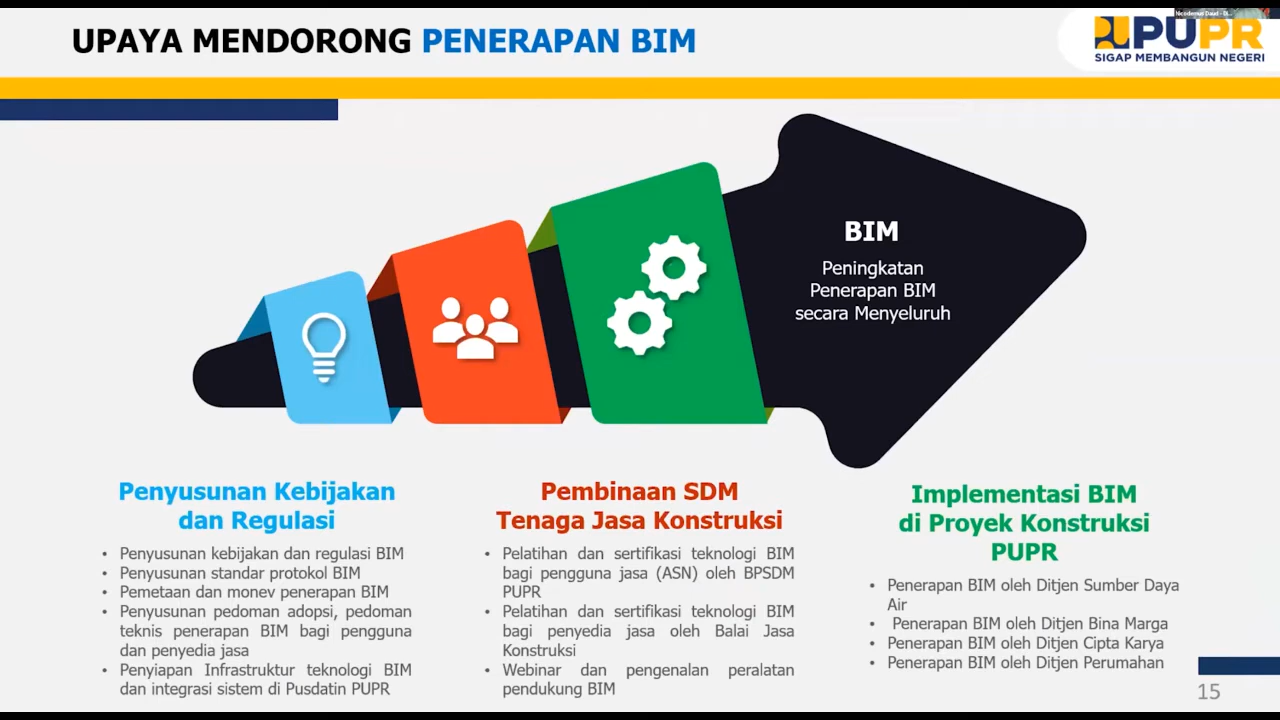 UPAYA MENDORONG PENERAPAN BIM
PUPR
SIGAP MEMBANGUN NEGERI
BIM
Peningkatan
Penerapan BIM
secara Menyeluruh
Penyusunan Kebijakan
dan Regulasi
• Penyusunan kebijakan dan regulasi BIM
• Penyusunan standar protokol BIM
• Pemetaan dan monev penerapan BIM
• Penyusunan pedoman adopsi, pedoman
teknis penerapan BIM bagi pengguna
dan penyedia jasa
• Penyiapan Infrastruktur teknologi BIM
dan integrasi sistem di Pusdatin PUPR
Pembinaan SDM
Tenaga Jasa Konstruksi
• Pelatihan dan sertifikasi teknologi BIM
bagi pengguna jasa (ASN) oleh BPSDM
PUPR
• Pelatihan dan sertifikasi teknologi BIM
bagi penyedia jasa oleh Balai Jasa
Konstruksi
• Webinar dan pengenalan peralatan
pendukung BIM
Implementasi BIM
di Proyek Konstruksi
PUPR
• Penerapan BIM oleh Ditjen Sumber Daya
Air
• Penerapan BIM oleh Ditjen Bina Marga
• Penerapan BIM oleh Ditjen Cipta Karya
• Penerapan BIM oleh Ditjen Perumahan
15